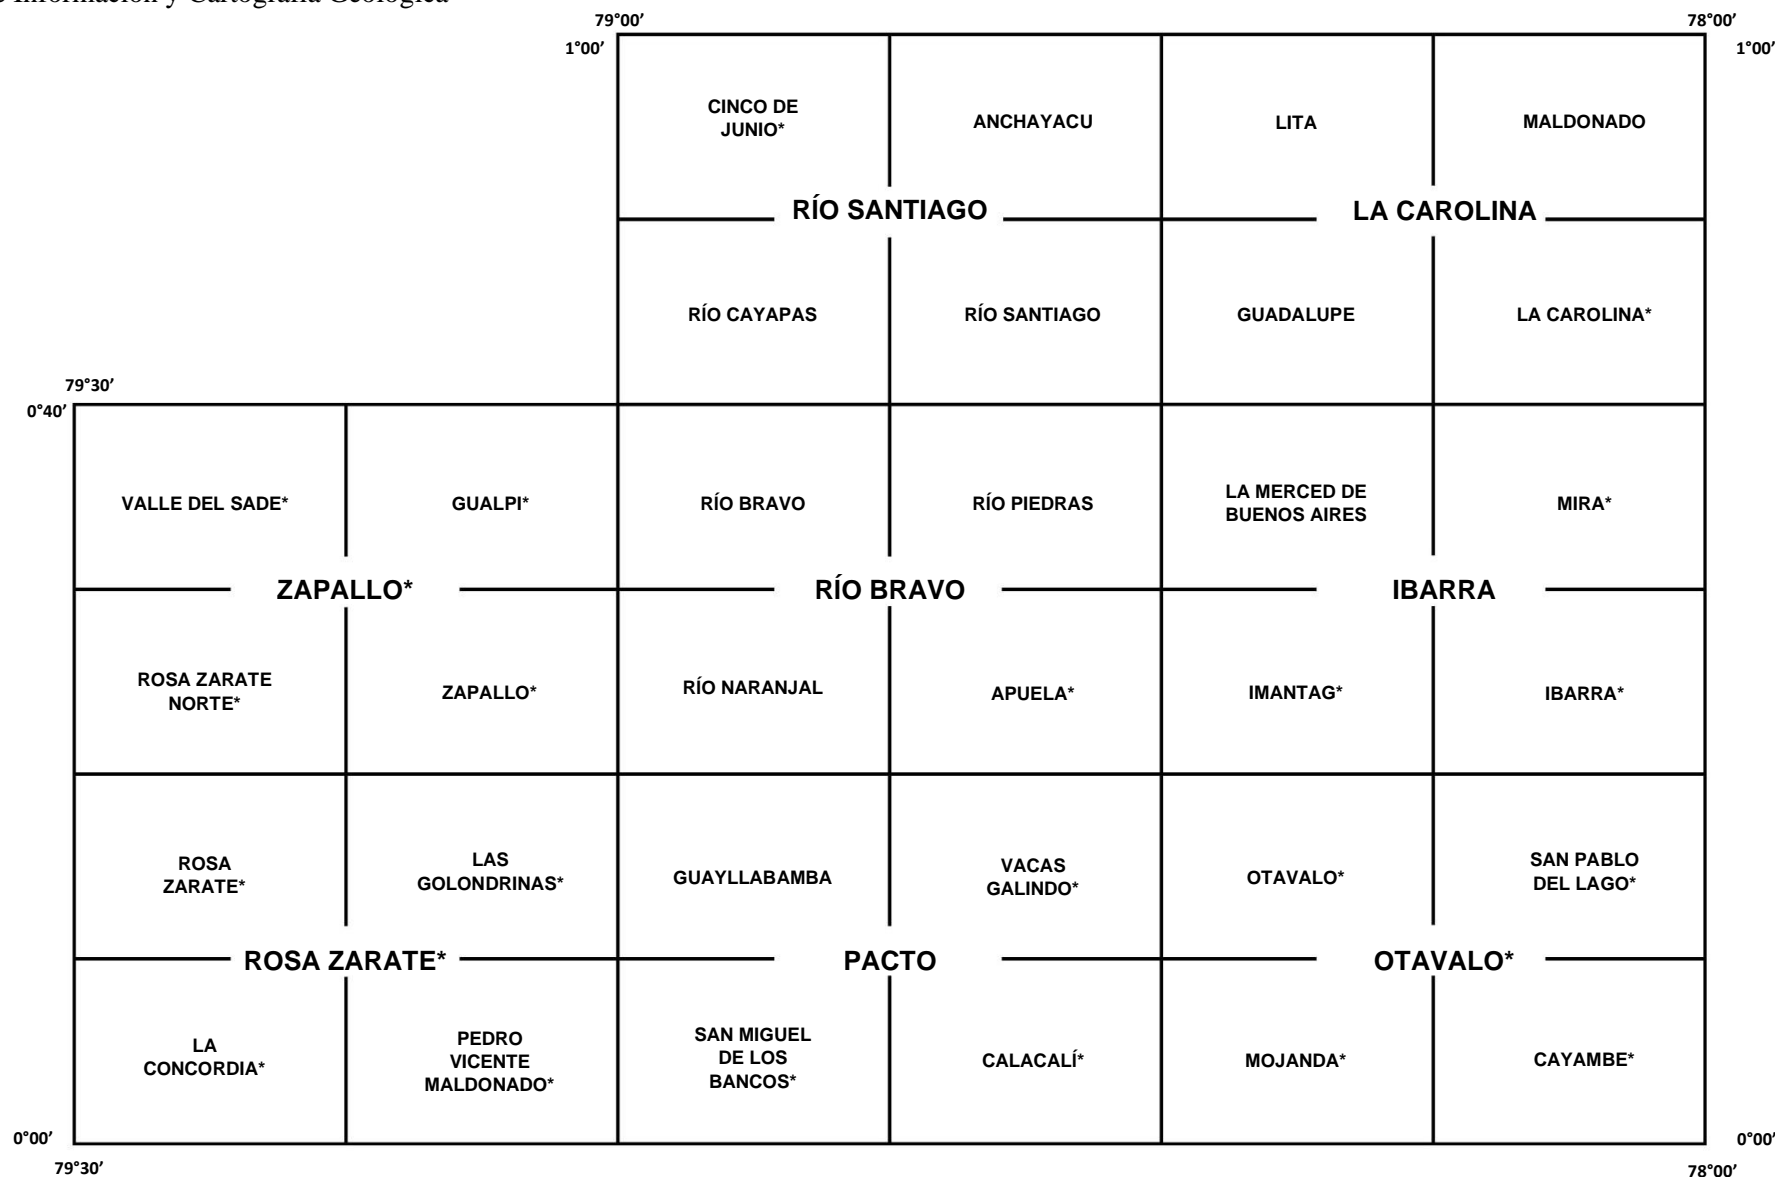 e Información y Cartografía Geológica
79°00’
78°00’
1°00’
1°00’
CINCO DE
JUNIO*
ANCHAYACU
LITA
MALDONADO
RÍO SANTIAGO
LA CAROLINA
RÍO CAYAPAS
RÍO SANTIAGO
GUADALUPE
LA CAROLINA*
79°30’
0°40’
VALLE DEL SADE*
GUALPI*
RÍO BRAVO
RÍO PIEDRAS
LA MERCED DE
BUENOS AIRES
MIRA*
ZAPALLO*
RÍO BRAVO
IBARRA
ROSA ZARATE
NORTE*
ZAPALLO*
RÍO NARANJAL
APUELA*
IMANTAG*
IBARRA*
ROSA
ZARATE*
LAS
GOLONDRINAS*
GUAYLLABAMBA
VACAS
GALINDO*
OTAVALO*
SAN PABLO
DEL LAGO*
ROSA ZARATE*
PACTO
OTAVALO*
LA
CONCORDIA*
PEDRO
VICENTE
MALDONADO*
SAN MIGUEL
DE LOS
BANCOS*
CALACALÍ*
MOJANDA*
CAYAMBE*
0°00’
0°00’
79°30’
78°00’